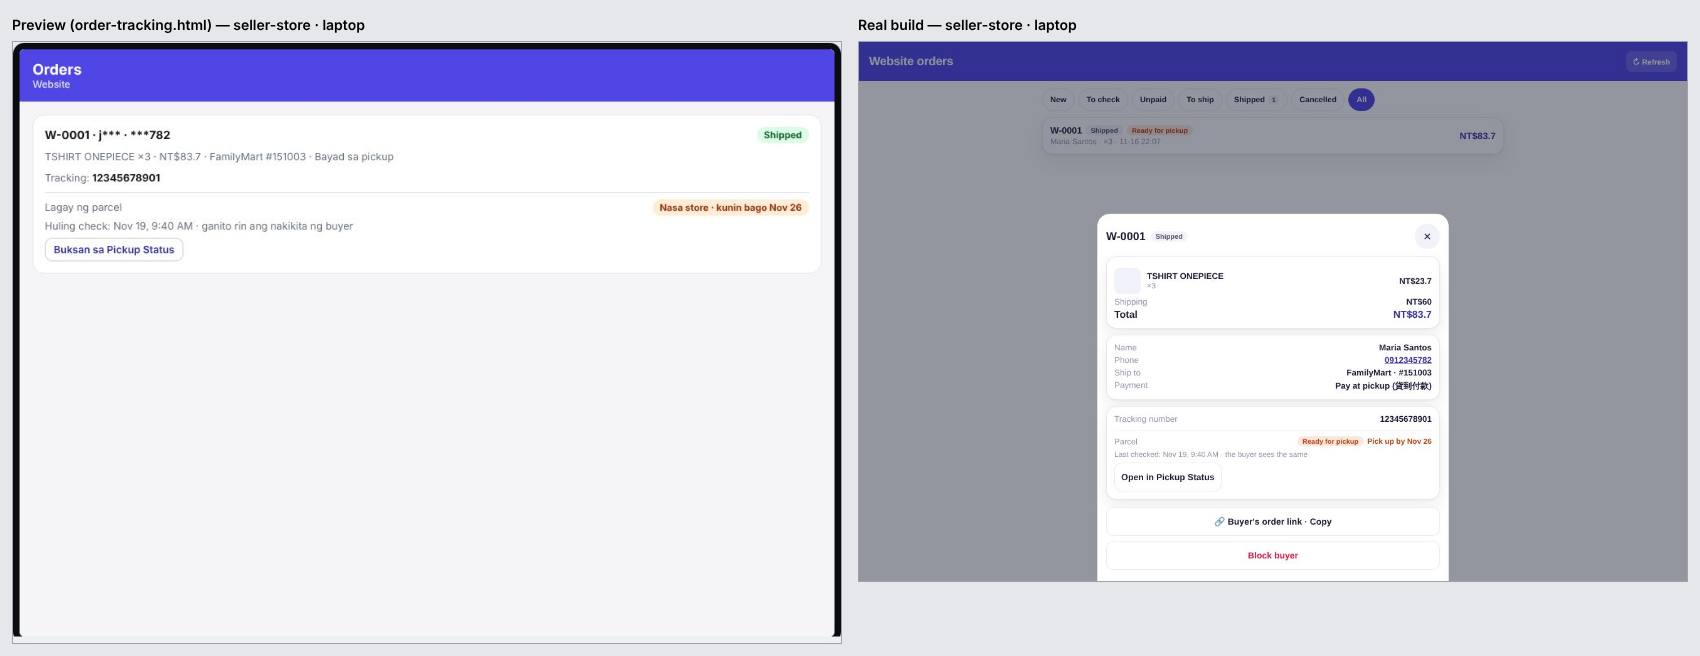 Preview (order-tracking.html) — seller-store · laptop
Orders
Website
W-0001 · j*** · ***782
Shipped
TSHIRT ONEPIECE ×3 · NT$83.7 · FamilyMart #151003 · Bayad sa pickup
Tracking: 12345678901
Lagay ng parcel
Nasa store · kunin bago Nov 26
Huling check: Nov 19, 9:40 AM · ganito rin ang nakikita ng buyer
Buksan sa Pickup Status
Real build — seller-store · laptop
Website orders
↻ Refresh
New To check Unpaid To ship Shipped 1 Cancelled All
W-0001 Shipped Ready for pickup
NT$83.7
Maria Santos · ×3 · 11-16 22:07
W-0001 Shipped
×
TSHIRT ONEPIECE
×3
NT$23.7
Shipping NT$60
Total NT$83.7
Name Maria Santos
Phone 0912345782
Ship to FamilyMart · #151003
Payment Pay at pickup (貨到付款)
Tracking number 12345678901
Parcel Ready for pickup Pick up by Nov 26
Last checked: Nov 19, 9:40 AM · the buyer sees the same
Open in Pickup Status
🔗 Buyer's order link · Copy
Block buyer